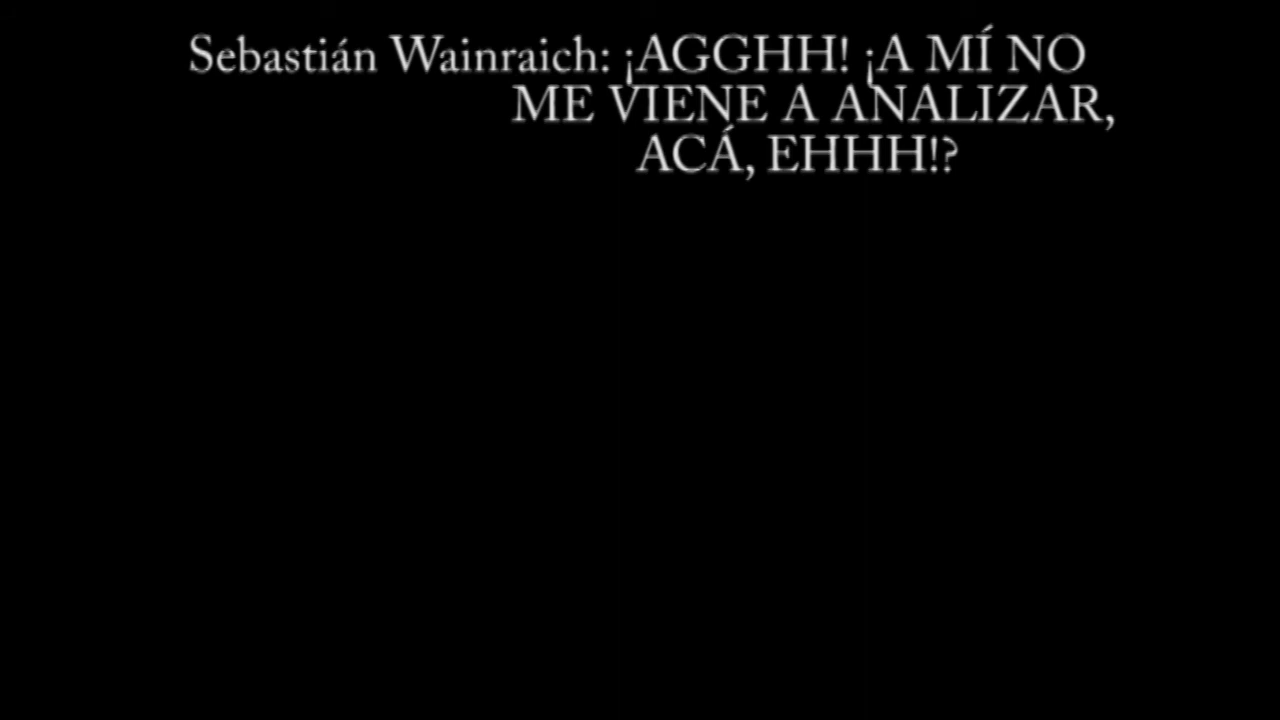 Sebastián Wainraich: ¡AGGHH! ¡A MÍ NO
ME VIENE A ANALIZAR,
ACÁ, EHHH!?